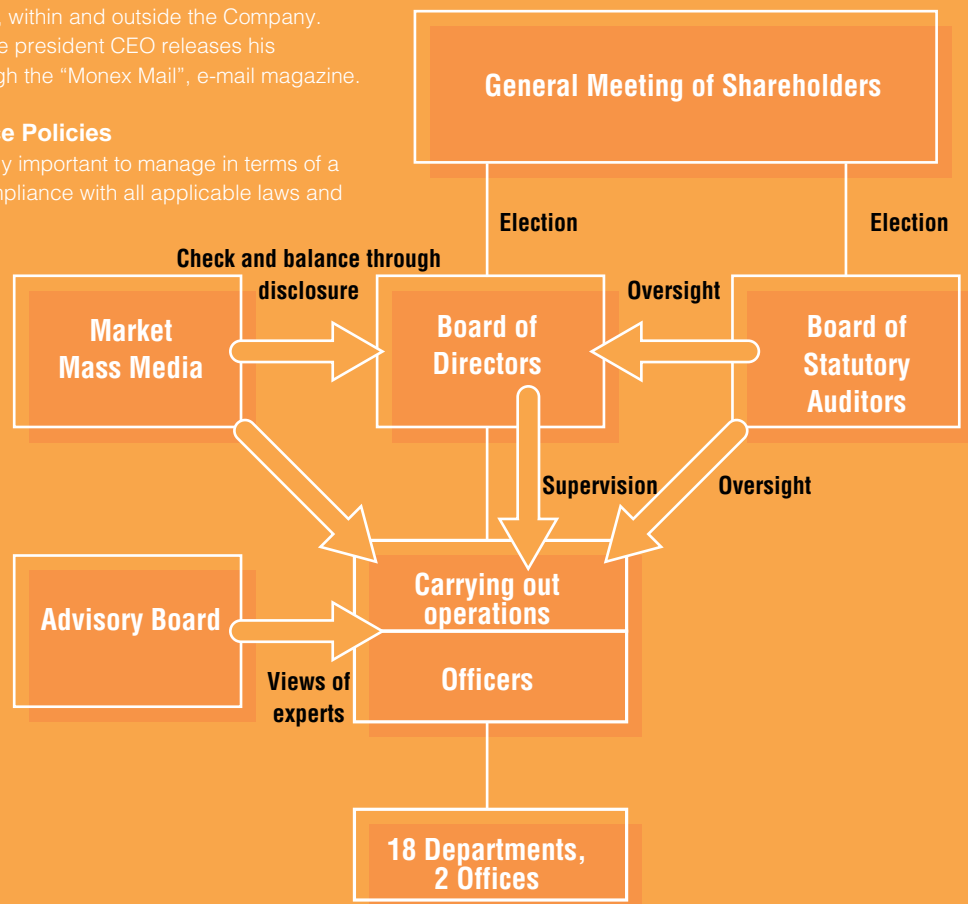 , within and outside the Company.
e president CEO releases his
gh the “Monex Mail”, e-mail magazine.
ce Policies
y important to manage in terms of a
mpliance with all applicable laws and
General Meeting of Shareholders
Election
Election
Check and balance through
disclosure
Oversight
Market
Mass Media
Board of
Directors
Board of
Statutory
Auditors
Supervision
Oversight
Advisory Board
Carrying out
operations
Views of
experts
Officers
18 Departments,
2 Offices